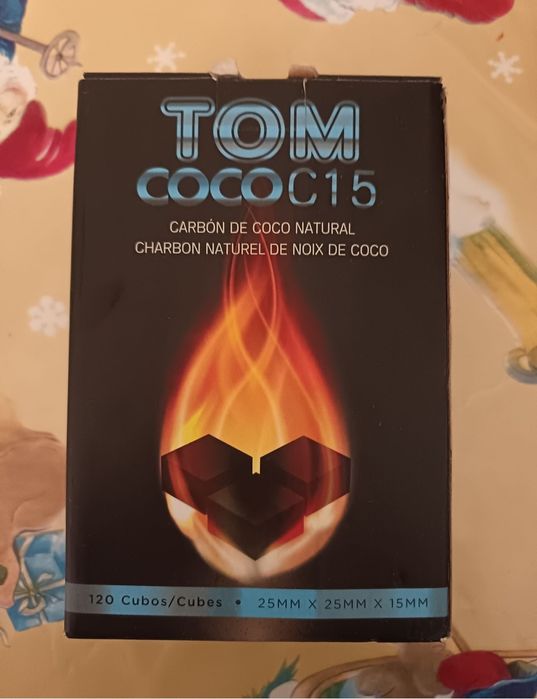 TOM
COCO C15
CARBÓN DE COCO NATURAL
CHARBON NATUREL DE NOIX DE COCO
120 Cubos/Cubes • 25MM X 25MM X 15MM